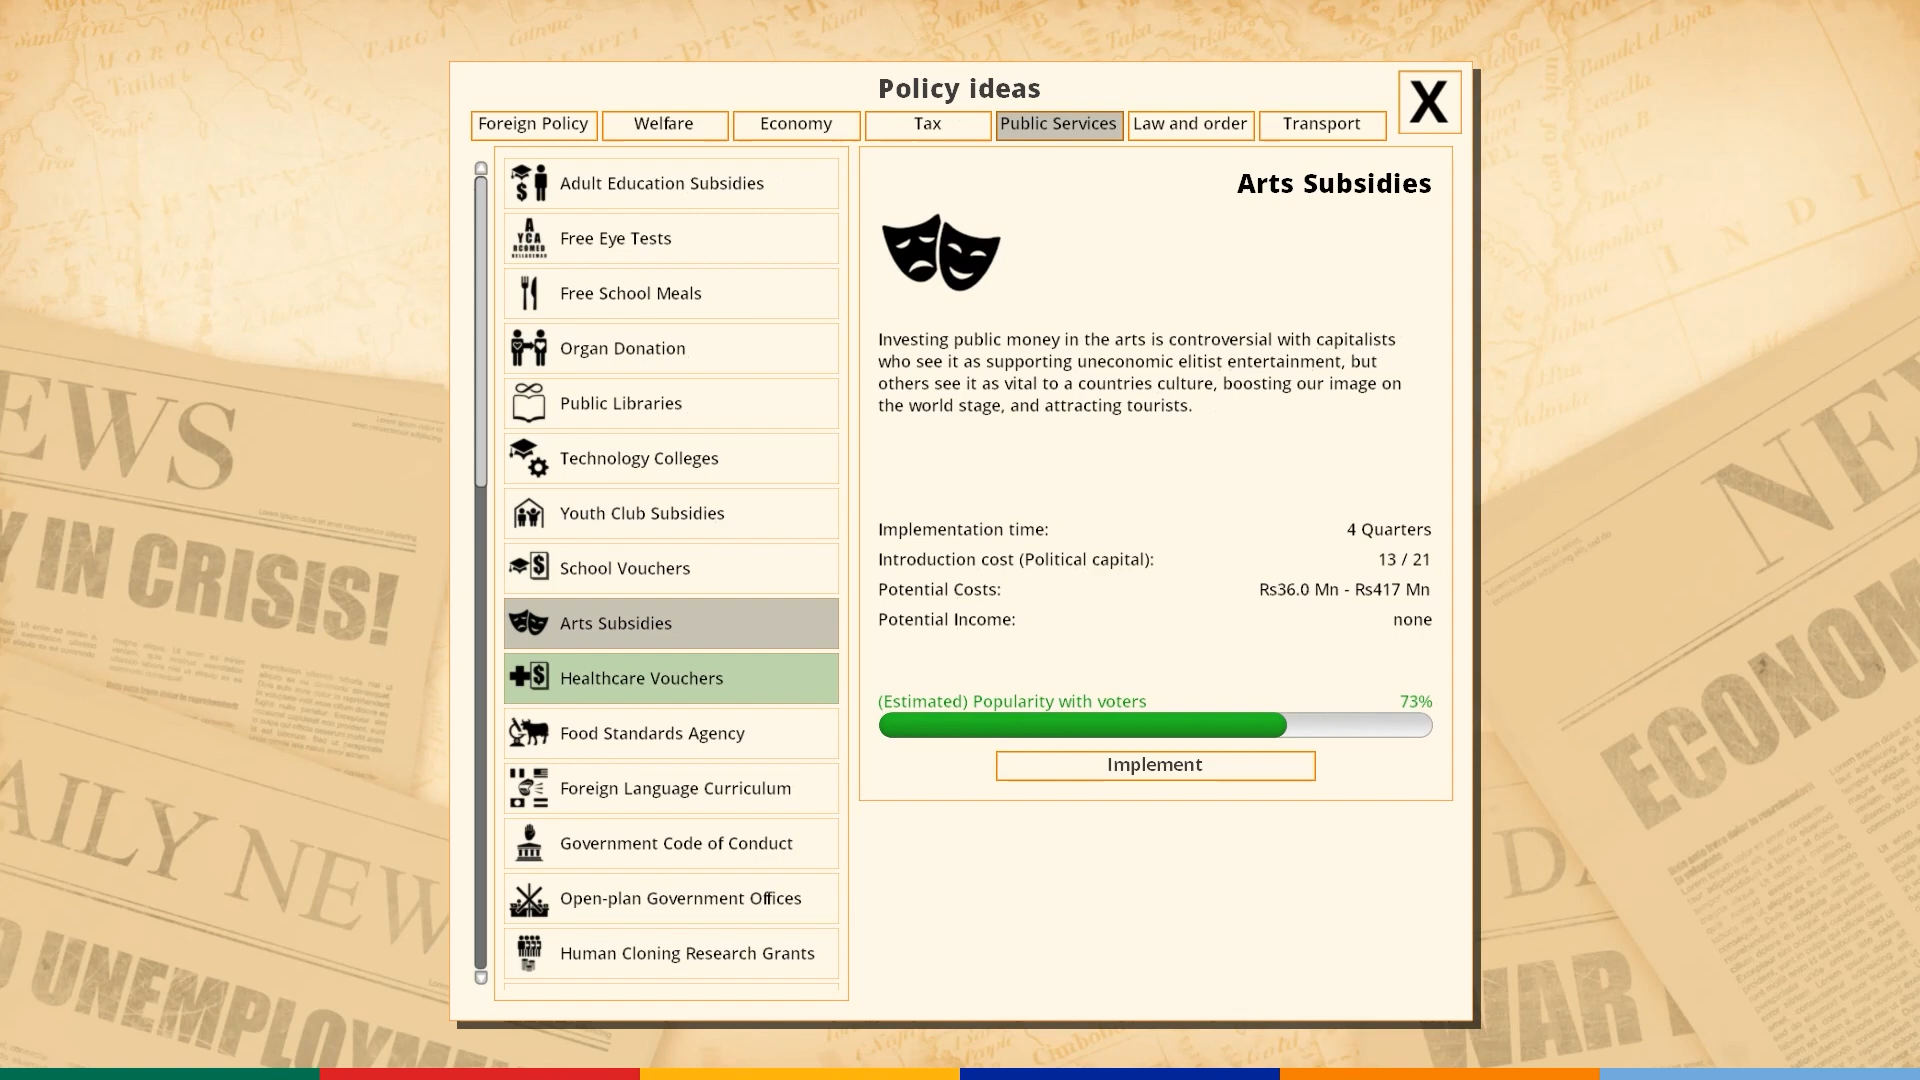 Policy ideas
X
Foreign Policy
Welfare
Economy
Tax
Public Services
Law and order
Transport
Adult Education Subsidies
Free Eye Tests
Free School Meals
Organ Donation
Public Libraries
Technology Colleges
Youth Club Subsidies
School Vouchers
Arts Subsidies
Healthcare Vouchers
Food Standards Agency
Foreign Language Curriculum
Government Code of Conduct
Open-plan Government Offices
Human Cloning Research Grants
Arts Subsidies
Investing public money in the arts is controversial with capitalists
who see it as supporting uneconomic elitist entertainment, but
others see it as vital to a countries culture, boosting our image on
the world stage, and attracting tourists.
Implementation time: 4 Quarters
Introduction cost (Political capital): 13 / 21
Potential Costs: Rs36.0 Mn - Rs417 Mn
Potential Income: none
(Estimated) Popularity with voters 73%
Implement
EWS
Y IN CRISIS!
AILY NEW
UNEMPLOYM
NE
ECONOM
WAR